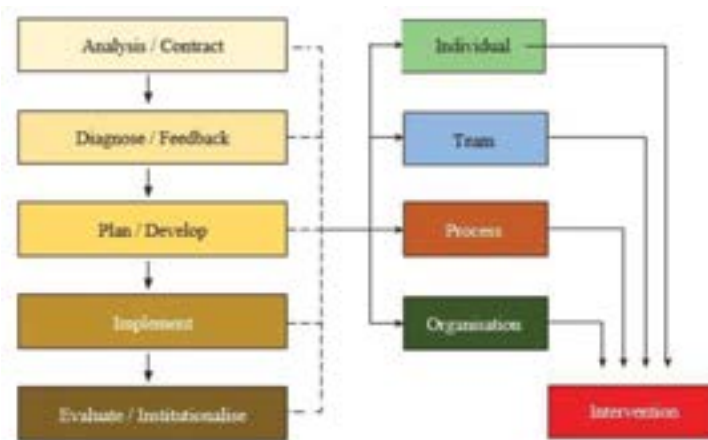 Analysis / Contract
Diagnose / Feedback
Plan / Develop
Implement
Evaluate / Institutionalise
Individual
Team
Process
Organisation
Intervention